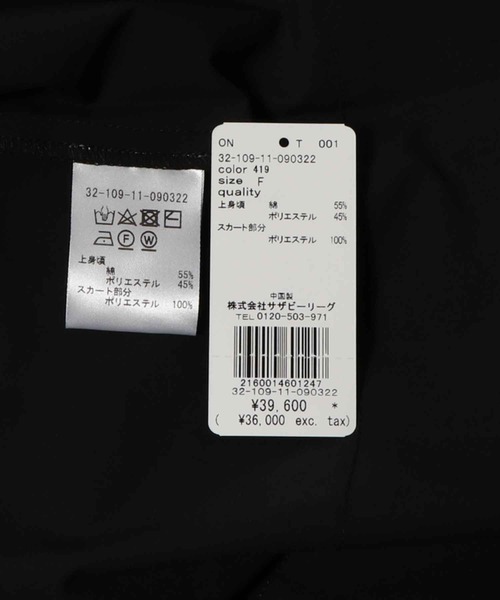 32-109-11-090322
F W
上身頃
綿 55%
ポリエステル 45%
スカート部分
ポリエステル 100%
ON T 001
32-109-11-090322
color 419
size F
quality
上身頃 綿 55%
ポリエステル 45%
スカート部分
ポリエステル 100%
中国製
株式会社サザビーリーグ
TEL 0120-503-971
2160014601247
32-109-11-090322
¥39,600 *
( ¥36,000 exc. tax)